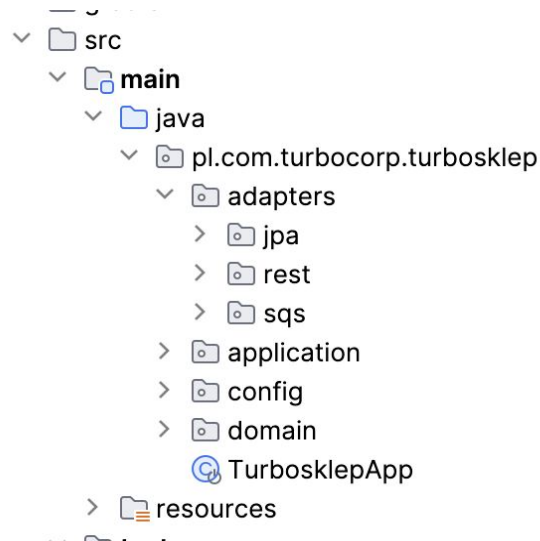 src
main
java
pl.com.turbocorp.turbosklep
adapters
jpa
rest
sqs
application
config
domain
TurbosklepApp
resources